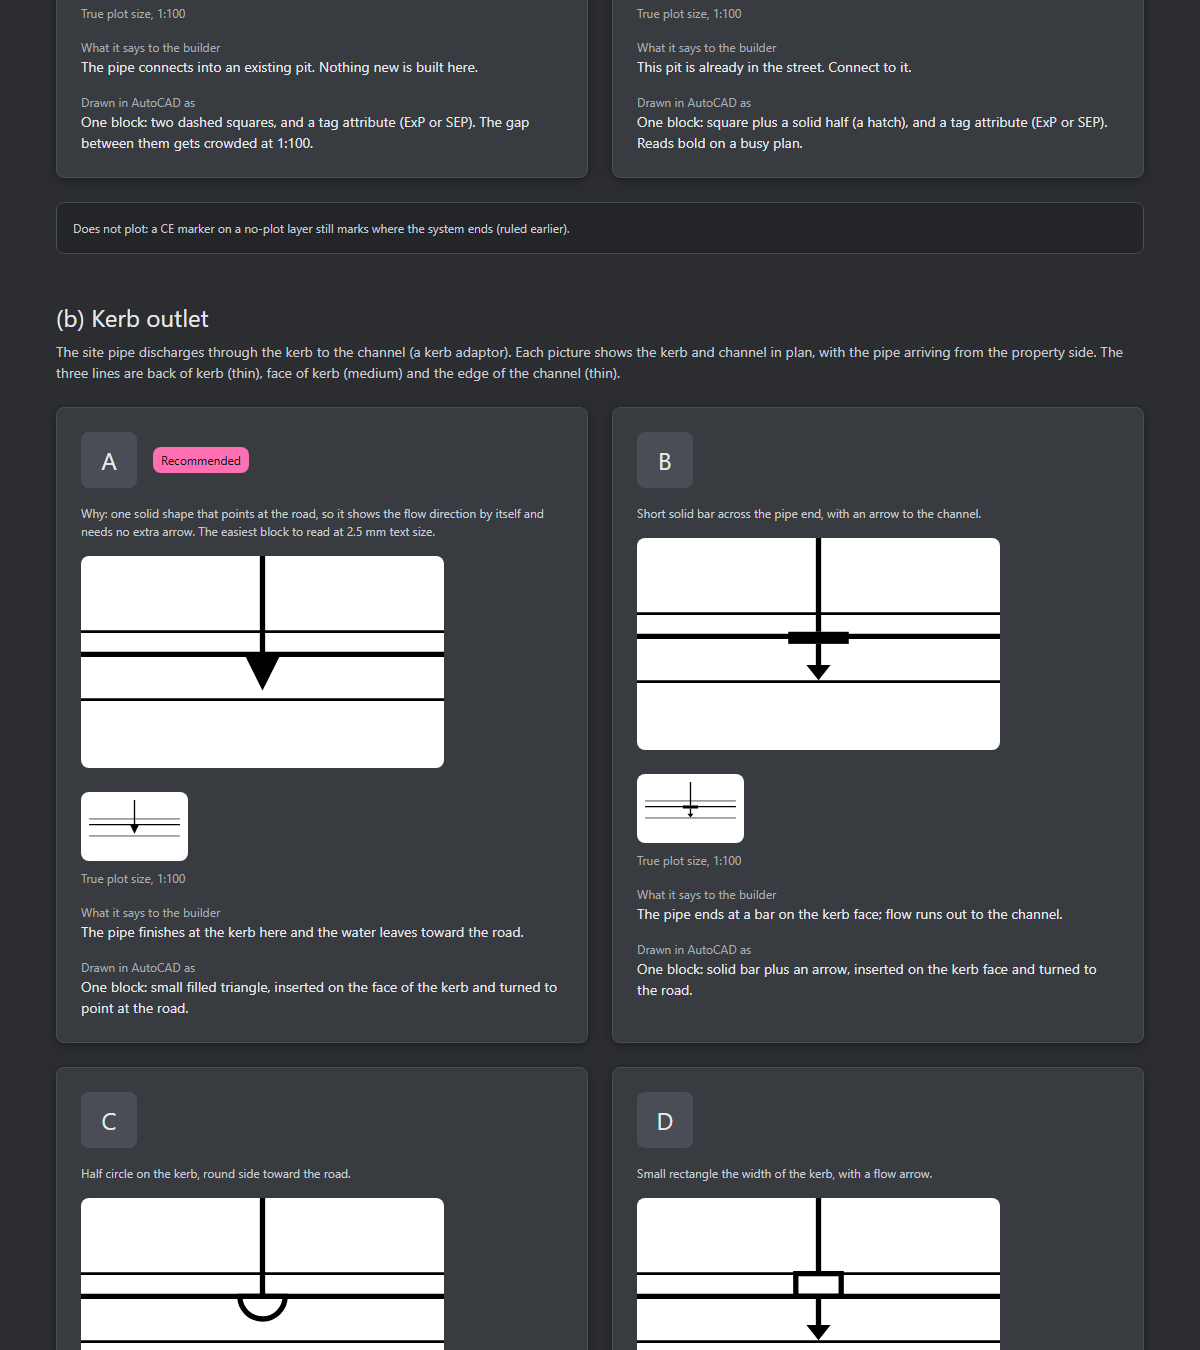 True plot size, 1:100
What it says to the builder
The pipe connects into an existing pit. Nothing new is built here.
Drawn in AutoCAD as
One block: two dashed squares, and a tag attribute (ExP or SEP). The gap
between them gets crowded at 1:100.
True plot size, 1:100
What it says to the builder
This pit is already in the street. Connect to it.
Drawn in AutoCAD as
One block: square plus a solid half (a hatch), and a tag attribute (ExP or SEP).
Reads bold on a busy plan.
Does not plot: a CE marker on a no-plot layer still marks where the system ends (ruled earlier).
(b) Kerb outlet
The site pipe discharges through the kerb to the channel (a kerb adaptor). Each picture shows the kerb and channel in plan, with the pipe arriving from the property side. The
three lines are back of kerb (thin), face of kerb (medium) and the edge of the channel (thin).
A
Recommended
Why: one solid shape that points at the road, so it shows the flow direction by itself and
needs no extra arrow. The easiest block to read at 2.5 mm text size.
True plot size, 1:100
What it says to the builder
The pipe finishes at the kerb here and the water leaves toward the road.
Drawn in AutoCAD as
One block: small filled triangle, inserted on the face of the kerb and turned to
point at the road.
B
Short solid bar across the pipe end, with an arrow to the channel.
True plot size, 1:100
What it says to the builder
The pipe ends at a bar on the kerb face; flow runs out to the channel.
Drawn in AutoCAD as
One block: solid bar plus an arrow, inserted on the kerb face and turned to
the road.
C
Half circle on the kerb, round side toward the road.
D
Small rectangle the width of the kerb, with a flow arrow.